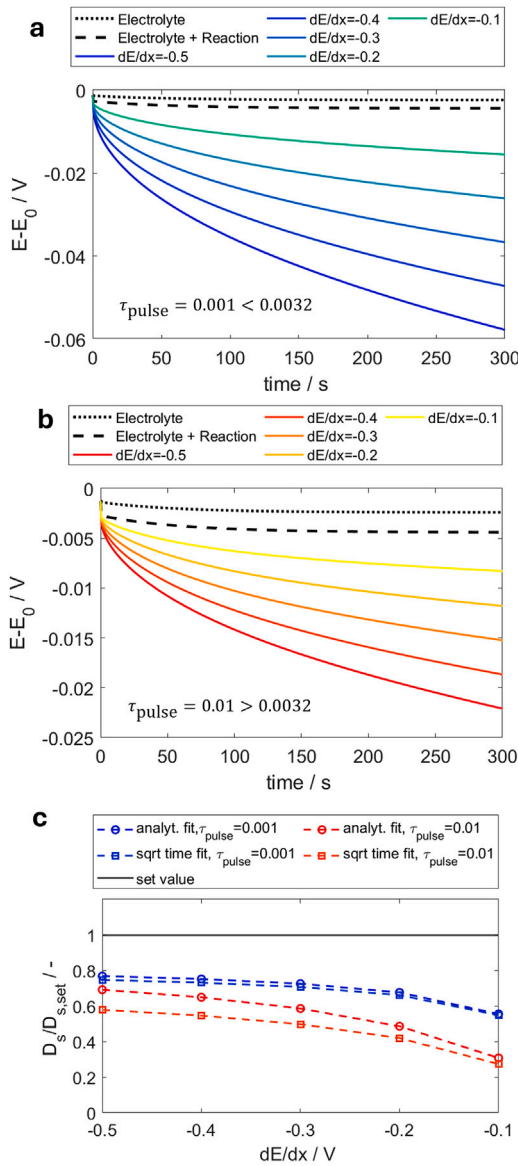 a
Electrolyte
Electrolyte + Reaction
dE/dx=-0.5
dE/dx=-0.4
dE/dx=-0.3
dE/dx=-0.2
dE/dx=-0.1
0
-0.02
-0.04
-0.06
E-E0 / V
τpulse = 0.001 < 0.0032
0 50 100 150 200 250 300
time / s
b
Electrolyte
Electrolyte + Reaction
dE/dx=-0.5
dE/dx=-0.4
dE/dx=-0.3
dE/dx=-0.2
dE/dx=-0.1
0
-0.005
-0.01
-0.015
-0.02
-0.025
E-E0 / V
τpulse = 0.01 > 0.0032
0 50 100 150 200 250 300
time / s
c
analyt. fit,τpulse=0.001
sqrt time fit, τpulse=0.001
set value
analyt. fit, τpulse=0.01
sqrt time fit, τpulse=0.01
1
0.8
0.6
0.4
0.2
0
Ds/Ds,set / -
-0.5 -0.4 -0.3 -0.2 -0.1
dE/dx / V